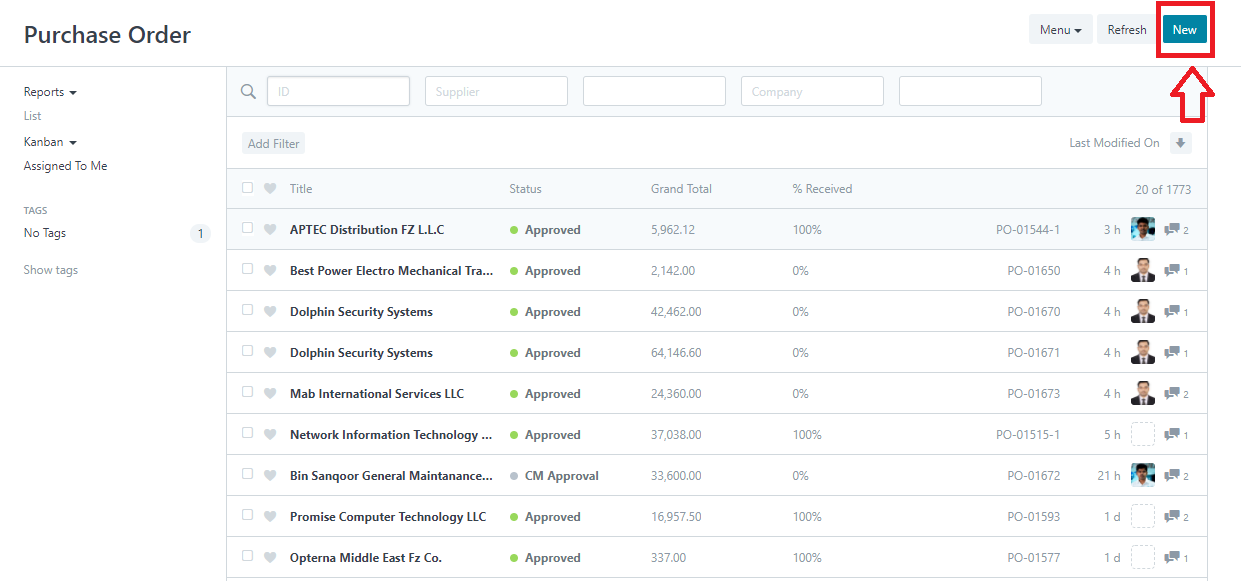 Purchase Order
Menu
Refresh
New
Reports
List
Kanban
Assigned To Me
TAGS
No Tags 1
Show tags
ID
Supplier
Company
Add Filter
Last Modified On
Title Status Grand Total % Received 20 of 1773
APTEC Distribution FZ L.L.C Approved 5,962.12 100% PO-01544-1 3 h 2
Best Power Electro Mechanical Tra... Approved 2,142.00 0% PO-01650 4 h 1
Dolphin Security Systems Approved 42,462.00 0% PO-01670 4 h 1
Dolphin Security Systems Approved 64,146.60 0% PO-01671 4 h 1
Mab International Services LLC Approved 24,360.00 0% PO-01673 4 h 2
Network Information Technology ... Approved 37,038.00 100% PO-01515-1 5 h 1
Bin Sanqoor General Maintanance... CM Approval 33,600.00 0% PO-01672 21 h 2
Promise Computer Technology LLC Approved 16,957.50 100% PO-01593 1 d 2
Opterna Middle East Fz Co. Approved 337.00 100% PO-01577 1 d 1